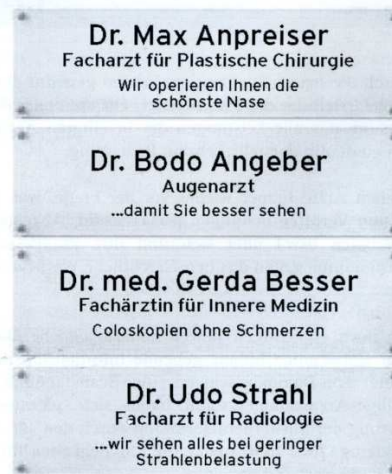 Dr. Max Anpreiser
Facharzt für Plastische Chirurgie
Wir operieren Ihnen die
schönste Nase
Dr. Bodo Angeber
Augenarzt
...damit Sie besser sehen
Dr. med. Gerda Besser
Fachärztin für Innere Medizin
Coloskopien ohne Schmerzen
Dr. Udo Strahl
Facharzt für Radiologie
...wir sehen alles bei geringer
Strahlenbelastung